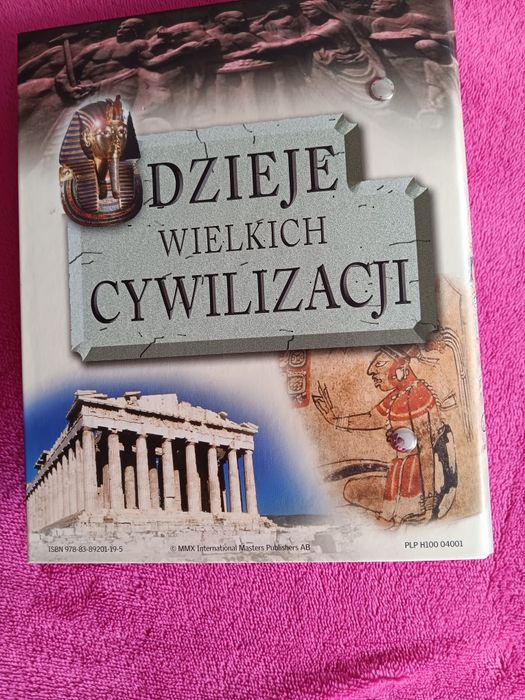 DZIEJE
WIELKICH
CYWILIZACJI
ISBN 978-83-89201-19-5 © MMX International Masters Publishers AB PLP H100 04001